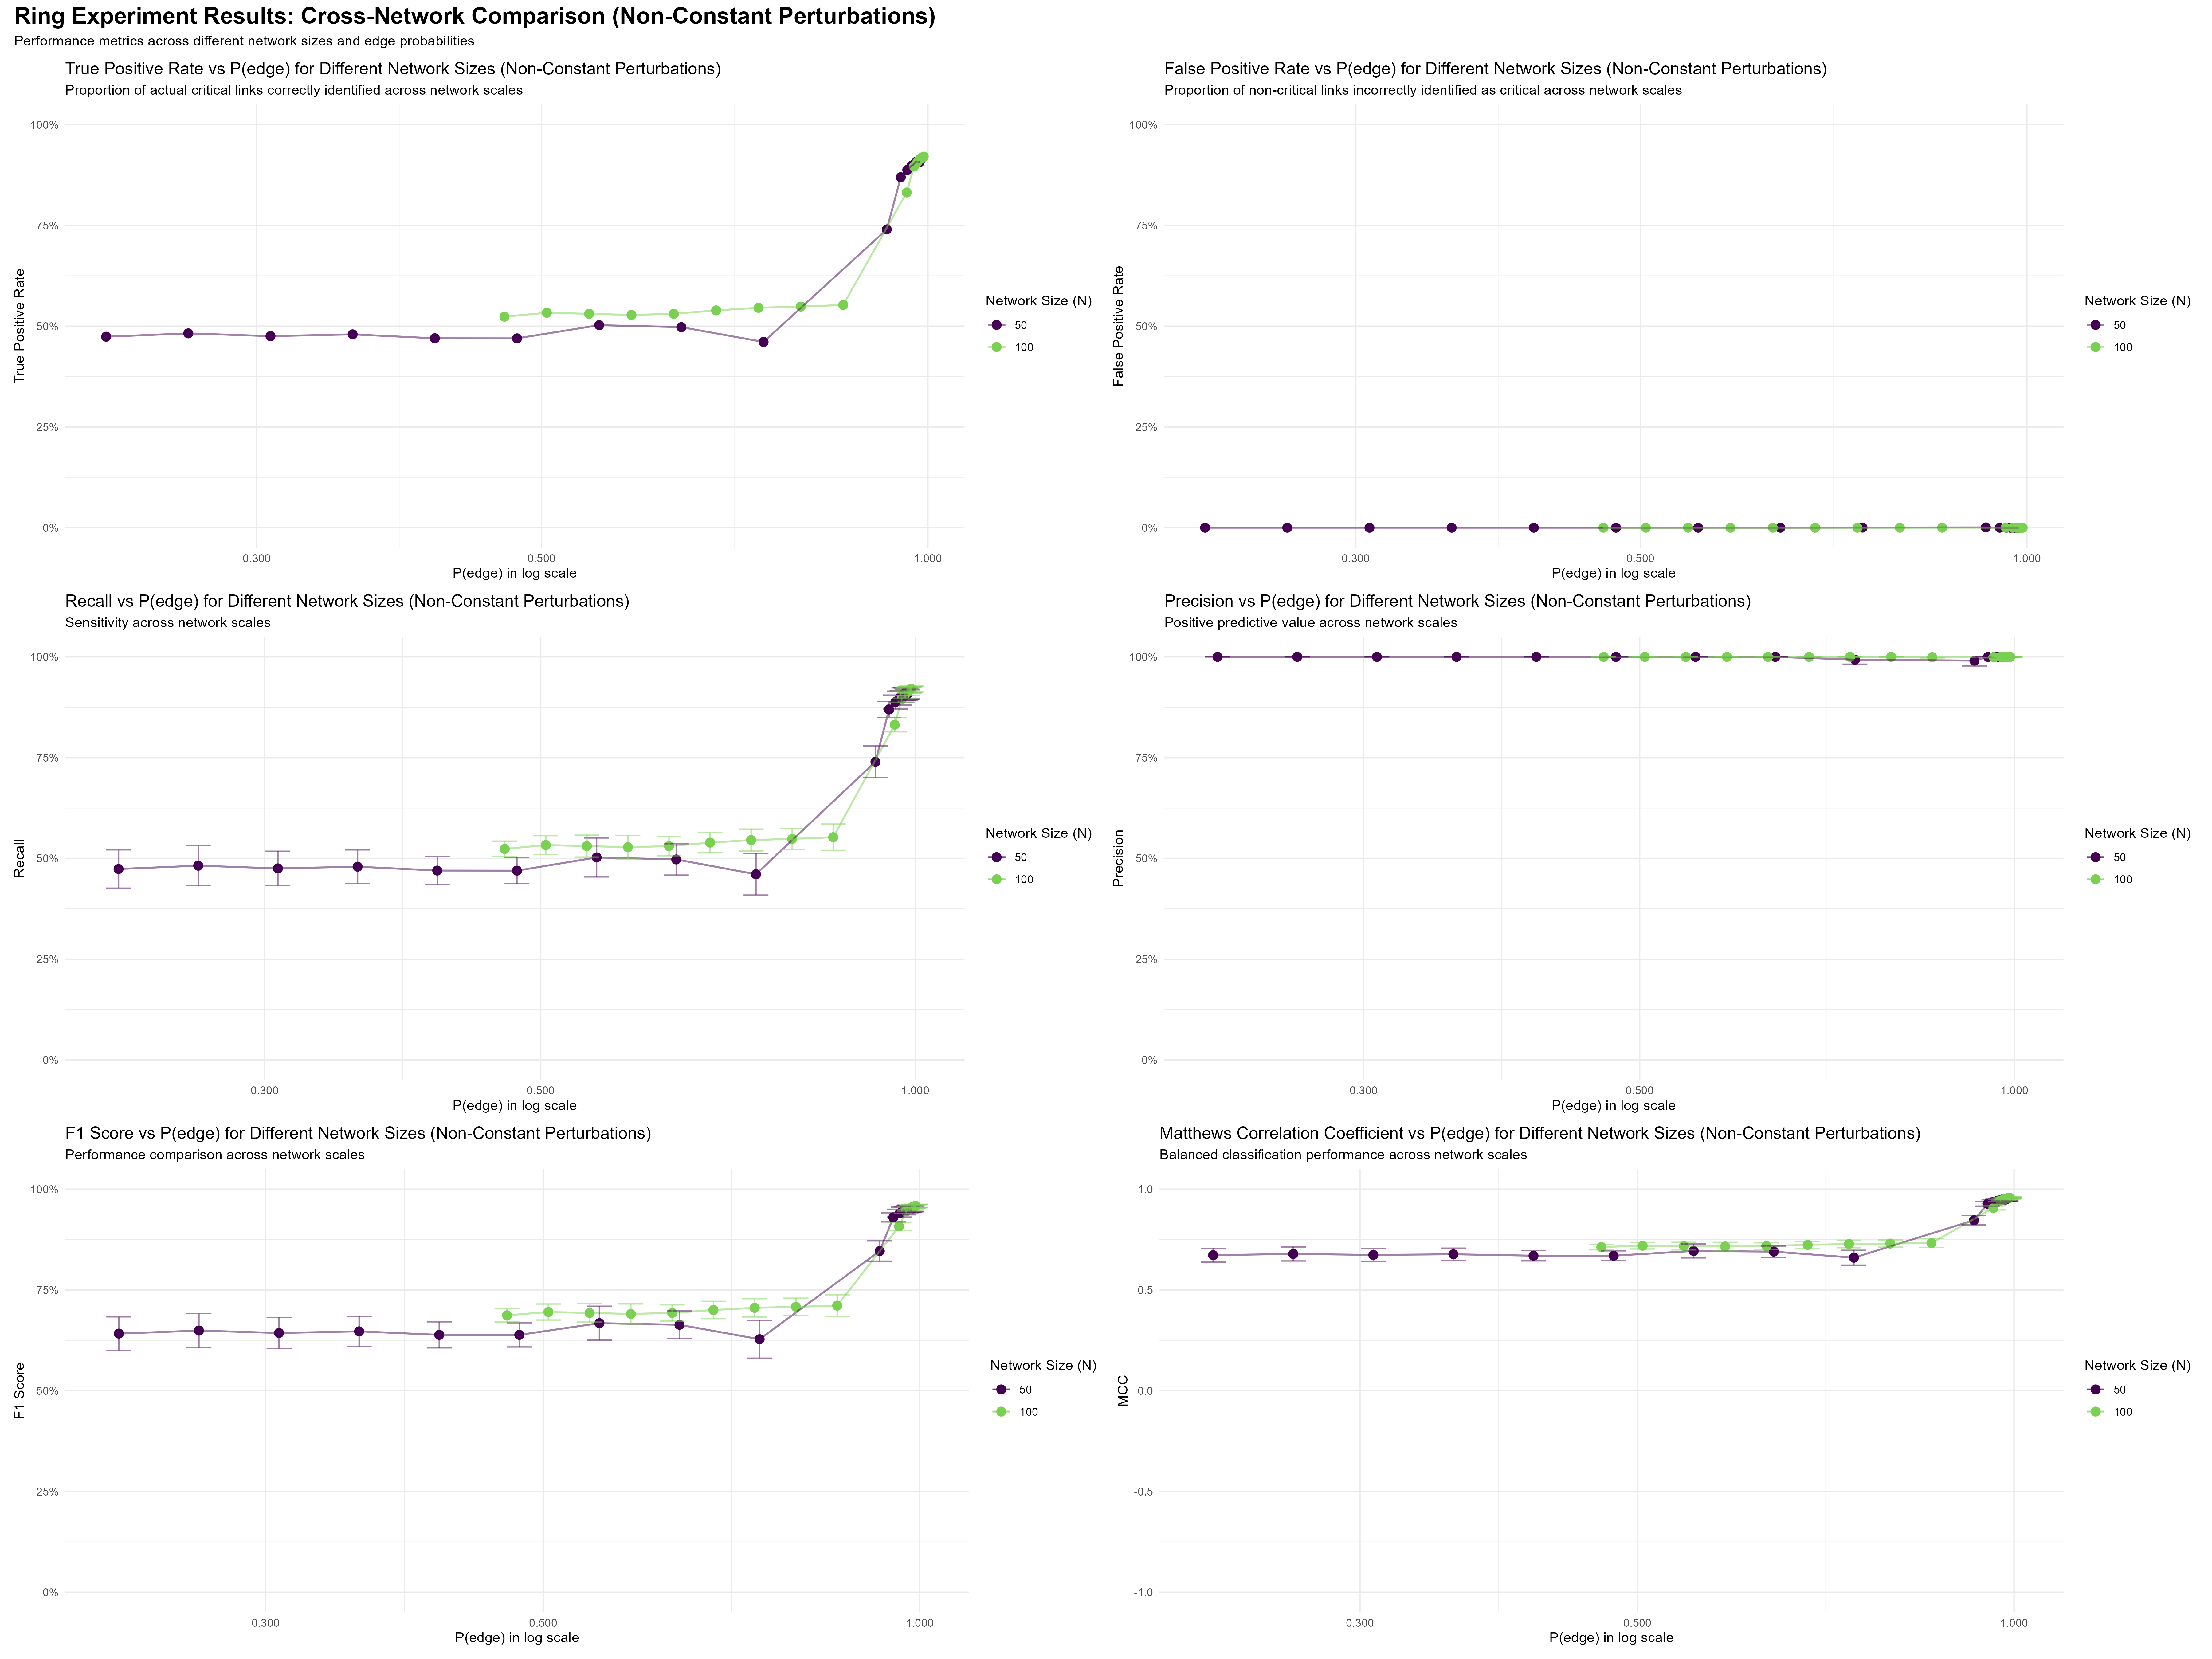 Ring Experiment Results: Cross-Network Comparison (Non-Constant Perturbations)
Performance metrics across different network sizes and edge probabilities
True Positive Rate vs P(edge) for Different Network Sizes (Non-Constant Perturbations)
Proportion of actual critical links correctly identified across network scales
100%
75%
50%
25%
0%
True Positive Rate
0.300
0.500
1.000
P(edge) in log scale
Network Size (N)
50
100
False Positive Rate vs P(edge) for Different Network Sizes (Non-Constant Perturbations)
Proportion of non-critical links incorrectly identified as critical across network scales
100%
75%
50%
25%
0%
False Positive Rate
0.300
0.500
1.000
P(edge) in log scale
Network Size (N)
50
100
Recall vs P(edge) for Different Network Sizes (Non-Constant Perturbations)
Sensitivity across network scales
100%
75%
50%
25%
0%
Recall
0.300
0.500
1.000
P(edge) in log scale
Network Size (N)
50
100
Precision vs P(edge) for Different Network Sizes (Non-Constant Perturbations)
Positive predictive value across network scales
100%
75%
50%
25%
0%
Precision
0.300
0.500
1.000
P(edge) in log scale
Network Size (N)
50
100
F1 Score vs P(edge) for Different Network Sizes (Non-Constant Perturbations)
Performance comparison across network scales
100%
75%
50%
25%
0%
F1 Score
0.300
0.500
1.000
P(edge) in log scale
Network Size (N)
50
100
Matthews Correlation Coefficient vs P(edge) for Different Network Sizes (Non-Constant Perturbations)
Balanced classification performance across network scales
1.0
0.5
0.0
-0.5
-1.0
MCC
0.300
0.500
1.000
P(edge) in log scale
Network Size (N)
50
100